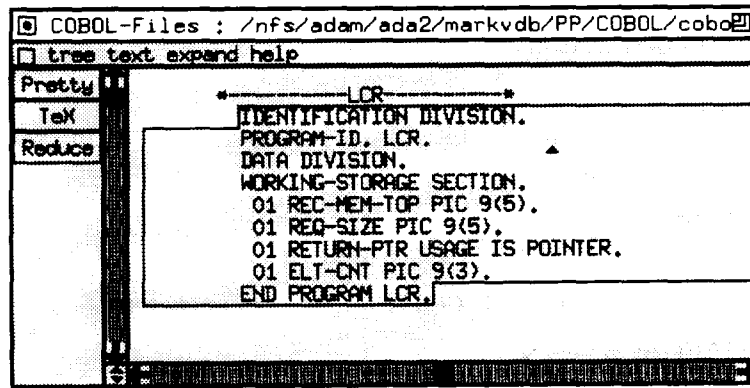 COBOL-Files : /nfs/adam/ada2/markvdb/PP/COBOL/cobo
tree text expand help
Pretty
TeX
Reduce
*------------LCR------------*
IDENTIFICATION DIVISION.
PROGRAM-ID. LCR.
DATA DIVISION.
WORKING-STORAGE SECTION.
01 REC-MEM-TOP PIC 9(5).
01 REQ-SIZE PIC 9(5).
01 RETURN-PTR USAGE IS POINTER.
01 ELT-CNT PIC 9(3).
END PROGRAM LCR.